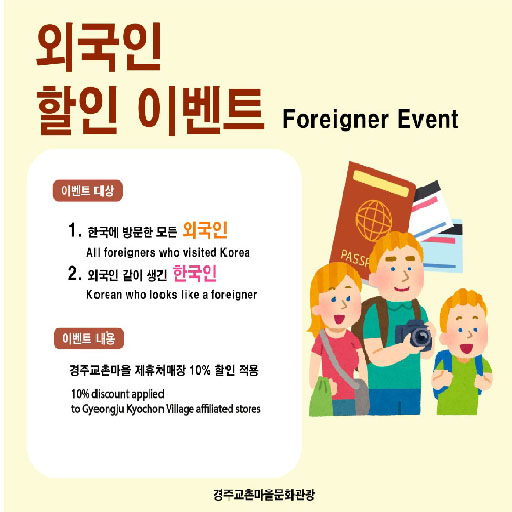 외국인
할인 이벤트 Foreigner Event
이벤트 대상
1. 한국에 방문한 모든 외국인
All foreigners who visited Korea
2. 외국인 같이 생긴 한국인
Korean who looks like a foreigner
이벤트 내용
경주교촌마을 제휴처매장 10% 할인 적용
10% discount applied
to Gyeongju Kyochon Village affiliated stores
PASSP
경주교촌마을문화관광